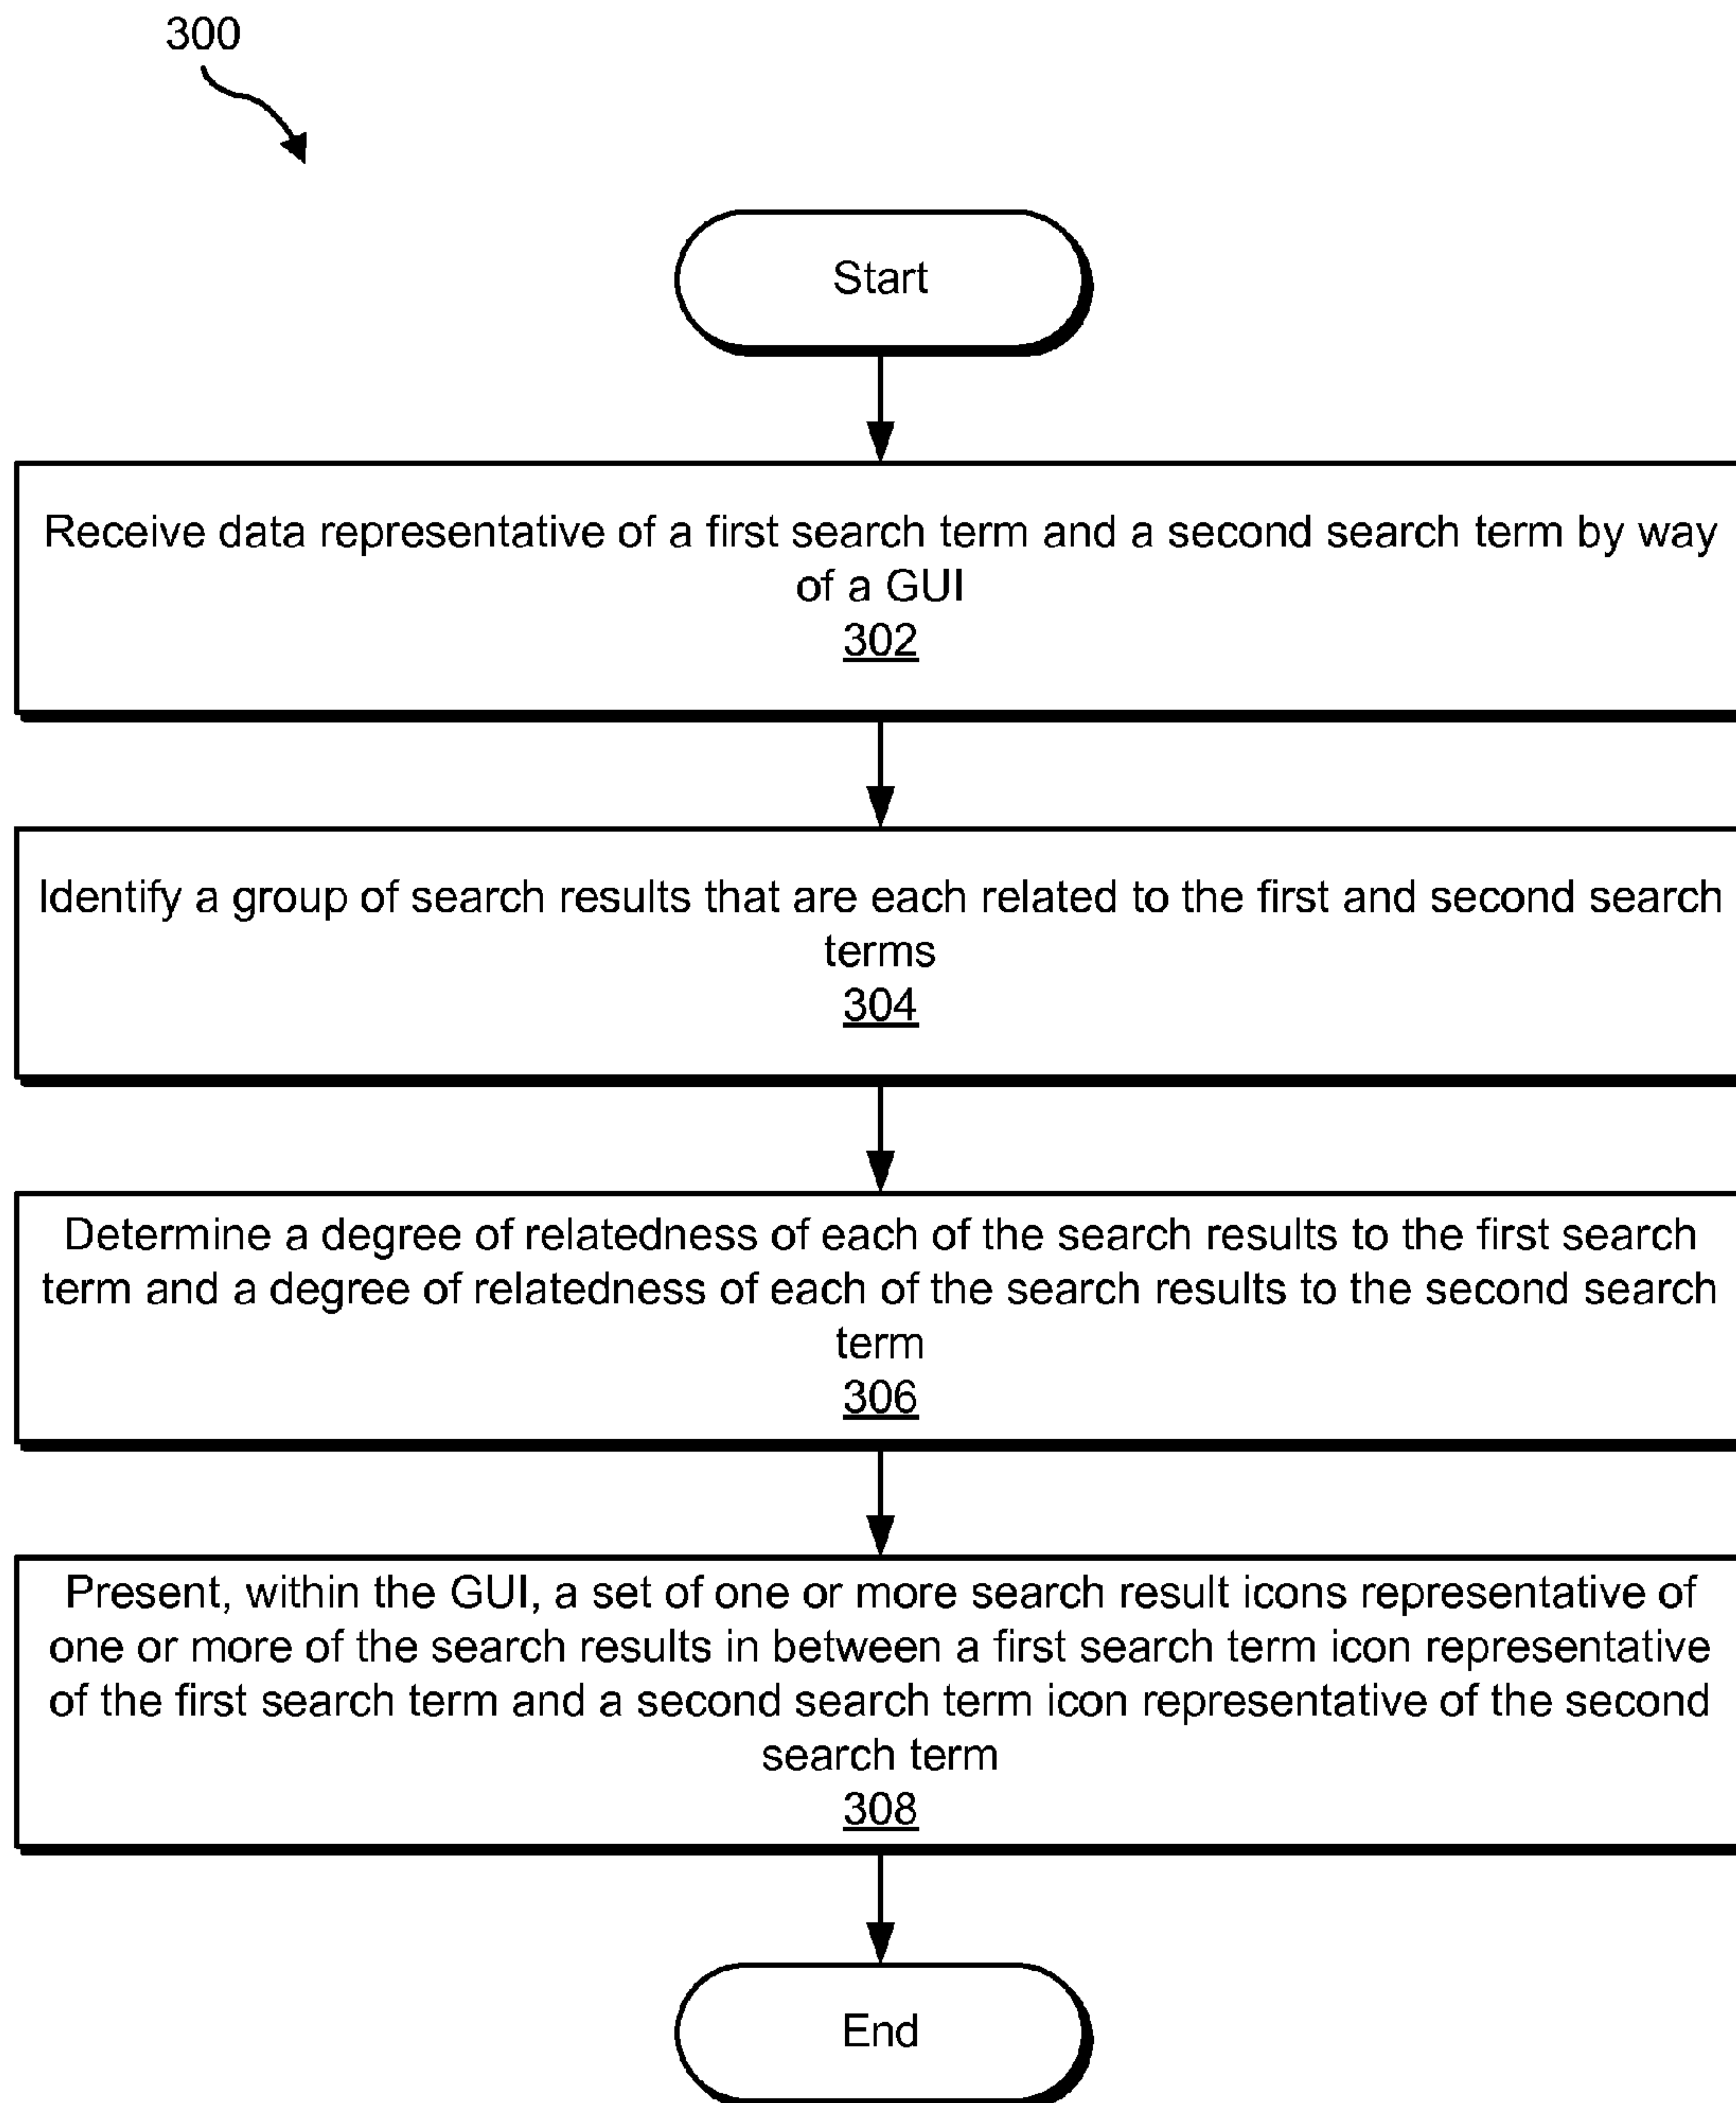 300
Start
Receive data representative of a first search term and a second search term by way
of a GUI
302
Identify a group of search results that are each related to the first and second search
terms
304
Determine a degree of relatedness of each of the search results to the first search
term and a degree of relatedness of each of the search results to the second search
term
306
Present, within the GUI, a set of one or more search result icons representative of
one or more of the search results in between a first search term icon representative
of the first search term and a second search term icon representative of the second
search term
308
End